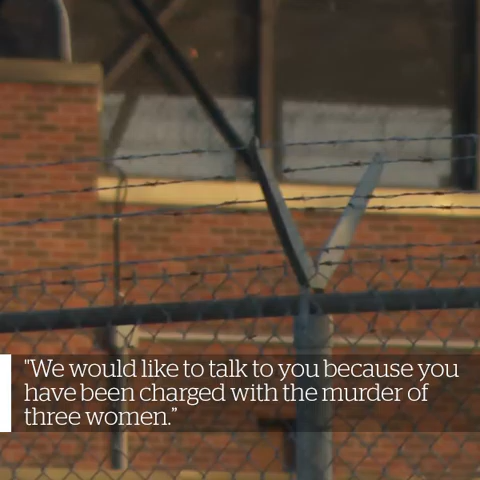 "We would like to talk to you because you
have been charged with the murder of
three women.”